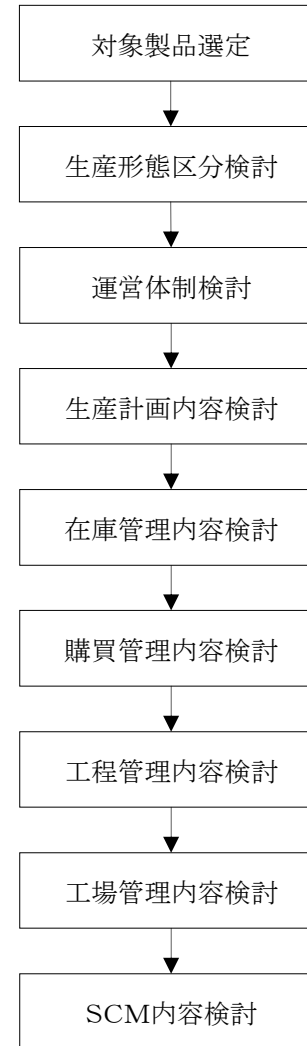 対象製品選定
生産形態区分検討
運営体制検討
生産計画内容検討
在庫管理内容検討
購買管理内容検討
工程管理内容検討
工場管理内容検討
SCM内容検討